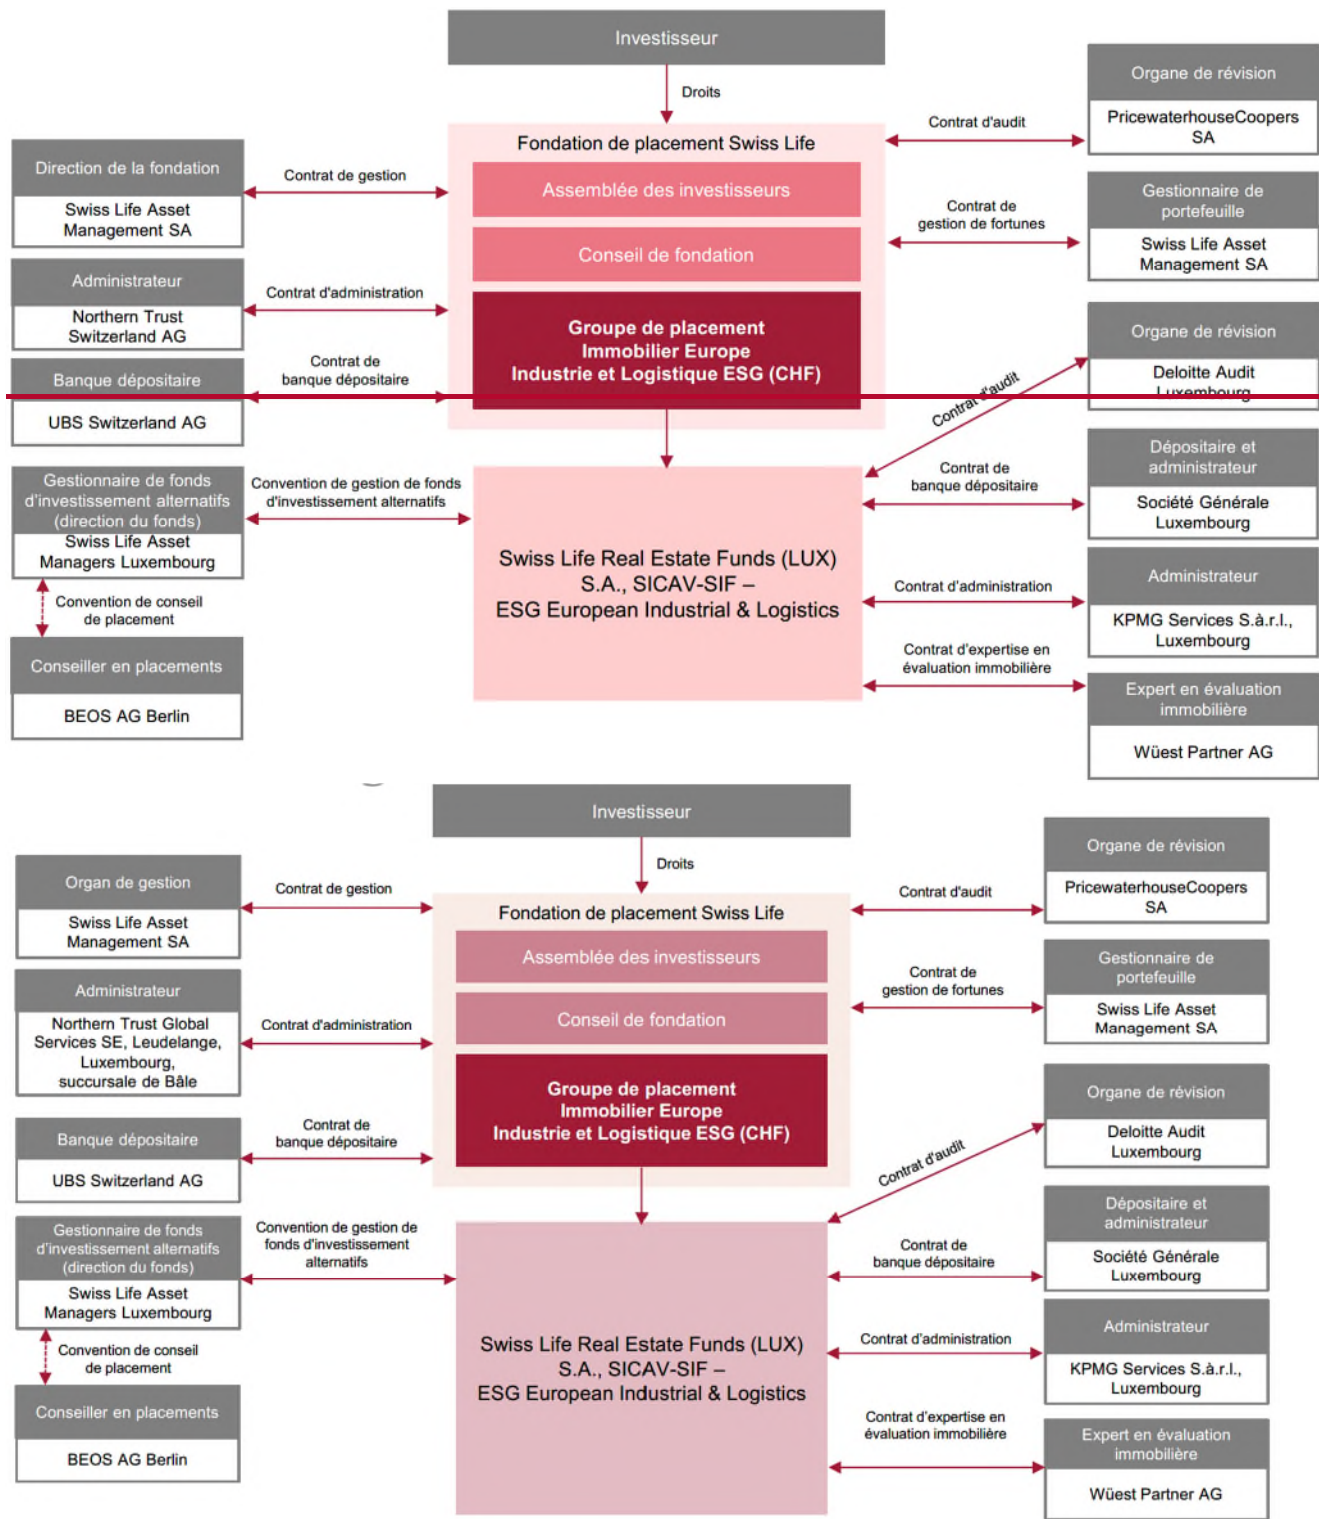 Investisseur
Droits
Organe de révision
PricewaterhouseCoopers
SA
Contrat d'audit
Fondation de placement Swiss Life
Direction de la fondation
Swiss Life Asset
Management SA
Contrat de gestion
Assemblée des investisseurs
Gestionnaire de
portefeuille
Swiss Life Asset
Management SA
Contrat de
gestion de fortunes
Conseil de fondation
Administrateur
Northern Trust
Switzerland AG
Contrat d'administration
Groupe de placement
Immobilier Europe
Industrie et Logistique ESG (CHF)
Organe de révision
Deloitte Audit
Luxembourg
Contrat d'audit
Banque dépositaire
UBS Switzerland AG
Contrat de
banque dépositaire
Gestionnaire de fonds
d'investissement alternatifs
(direction du fonds)
Swiss Life Asset
Managers Luxembourg
Convention de gestion de fonds
d'investissement alternatifs
Dépositaire et
administrateur
Société Générale
Luxembourg
Contrat de
banque dépositaire
Swiss Life Real Estate Funds (LUX)
S.A., SICAV-SIF –
ESG European Industrial & Logistics
Convention de conseil
de placement
Contrat d'administration
Administrateur
KPMG Services S.à.r.l.,
Luxembourg
Conseiller en placements
BEOS AG Berlin
Contrat d'expertise en
évaluation immobilière
Expert en évaluation
immobilière
Wüest Partner AG
Investisseur
Droits
Organe de révision
PricewaterhouseCoopers
SA
Contrat d'audit
Fondation de placement Swiss Life
Organ de gestion
Swiss Life Asset
Management SA
Contrat de gestion
Assemblée des investisseurs
Gestionnaire de
portefeuille
Swiss Life Asset
Management SA
Contrat de
gestion de fortunes
Conseil de fondation
Administrateur
Northern Trust Global
Services SE, Leudelange,
Luxembourg,
succursale de Bâle
Contrat d'administration
Groupe de placement
Immobilier Europe
Industrie et Logistique ESG (CHF)
Organe de révision
Deloitte Audit
Luxembourg
Contrat d'audit
Banque dépositaire
UBS Switzerland AG
Contrat de
banque dépositaire
Gestionnaire de fonds
d'investissement alternatifs
(direction du fonds)
Swiss Life Asset
Managers Luxembourg
Convention de gestion de
fonds d'investissement
alternatifs
Dépositaire et
administrateur
Société Générale
Luxembourg
Contrat de
banque dépositaire
Swiss Life Real Estate Funds (LUX)
S.A., SICAV-SIF –
ESG European Industrial & Logistics
Convention de conseil
de placement
Contrat d'administration
Administrateur
KPMG Services S.à.r.l.,
Luxembourg
Conseiller en placements
BEOS AG Berlin
Contrat d'expertise en
évaluation immobilière
Expert en évaluation
immobilière
Wüest Partner AG